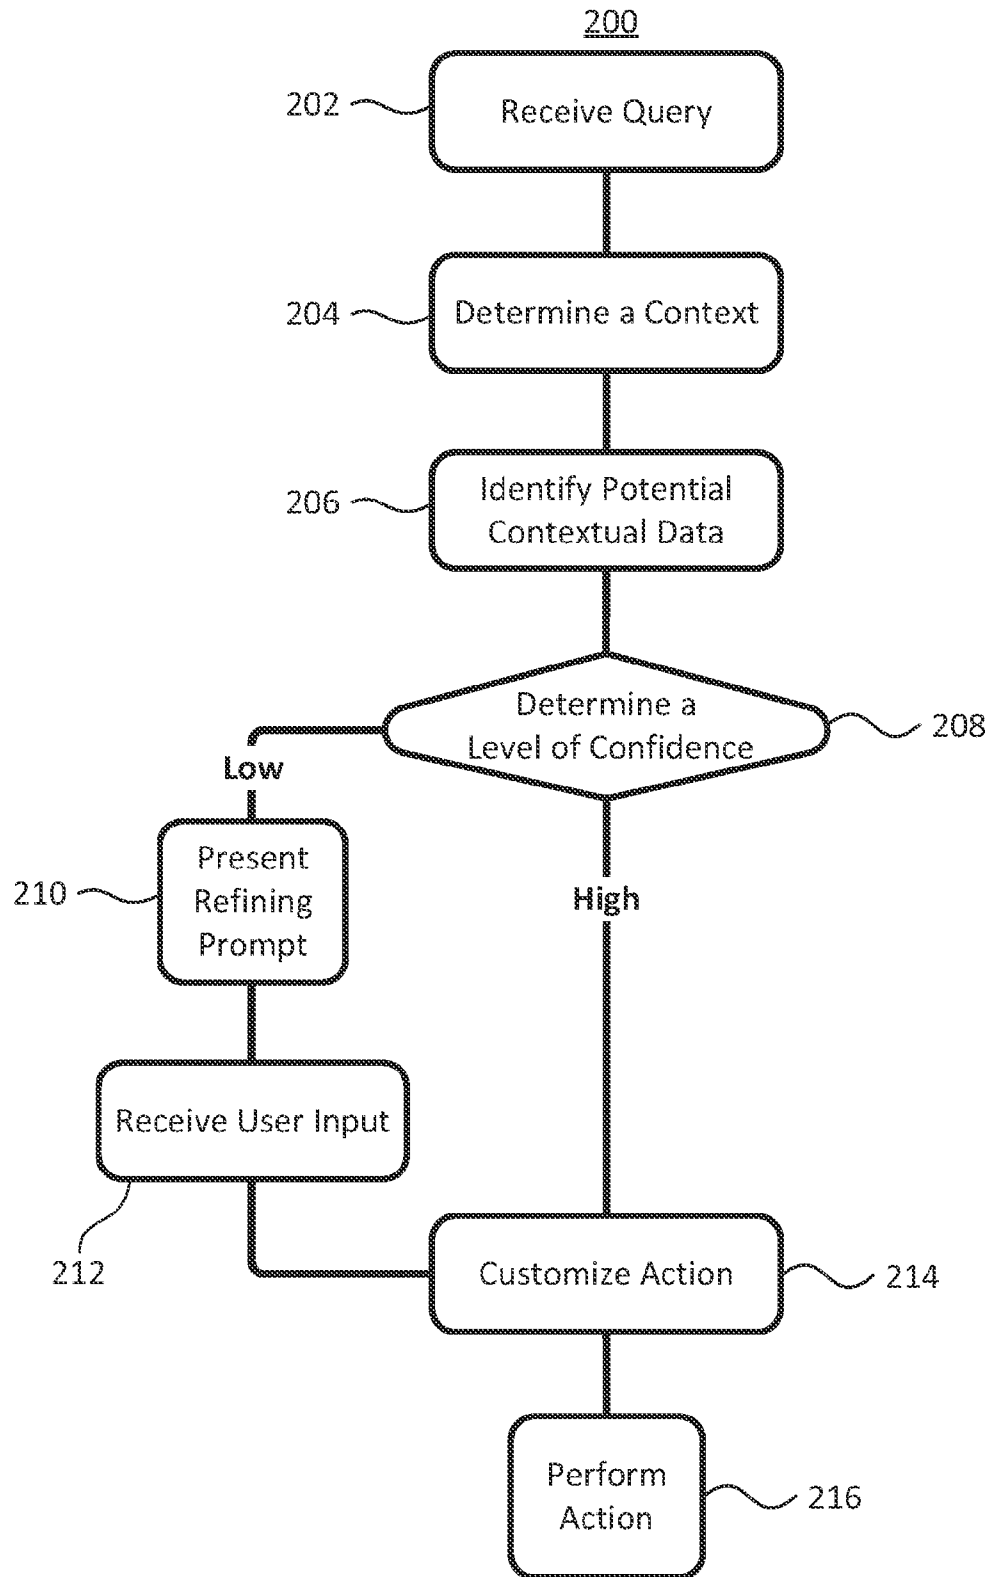 200
202
Receive Query
204
Determine a Context
206
Identify Potential
Contextual Data
Determine a
Level of Confidence
208
Low
210
Present
Refining
Prompt
High
Receive User Input
212
Customize Action
214
Perform
Action
216